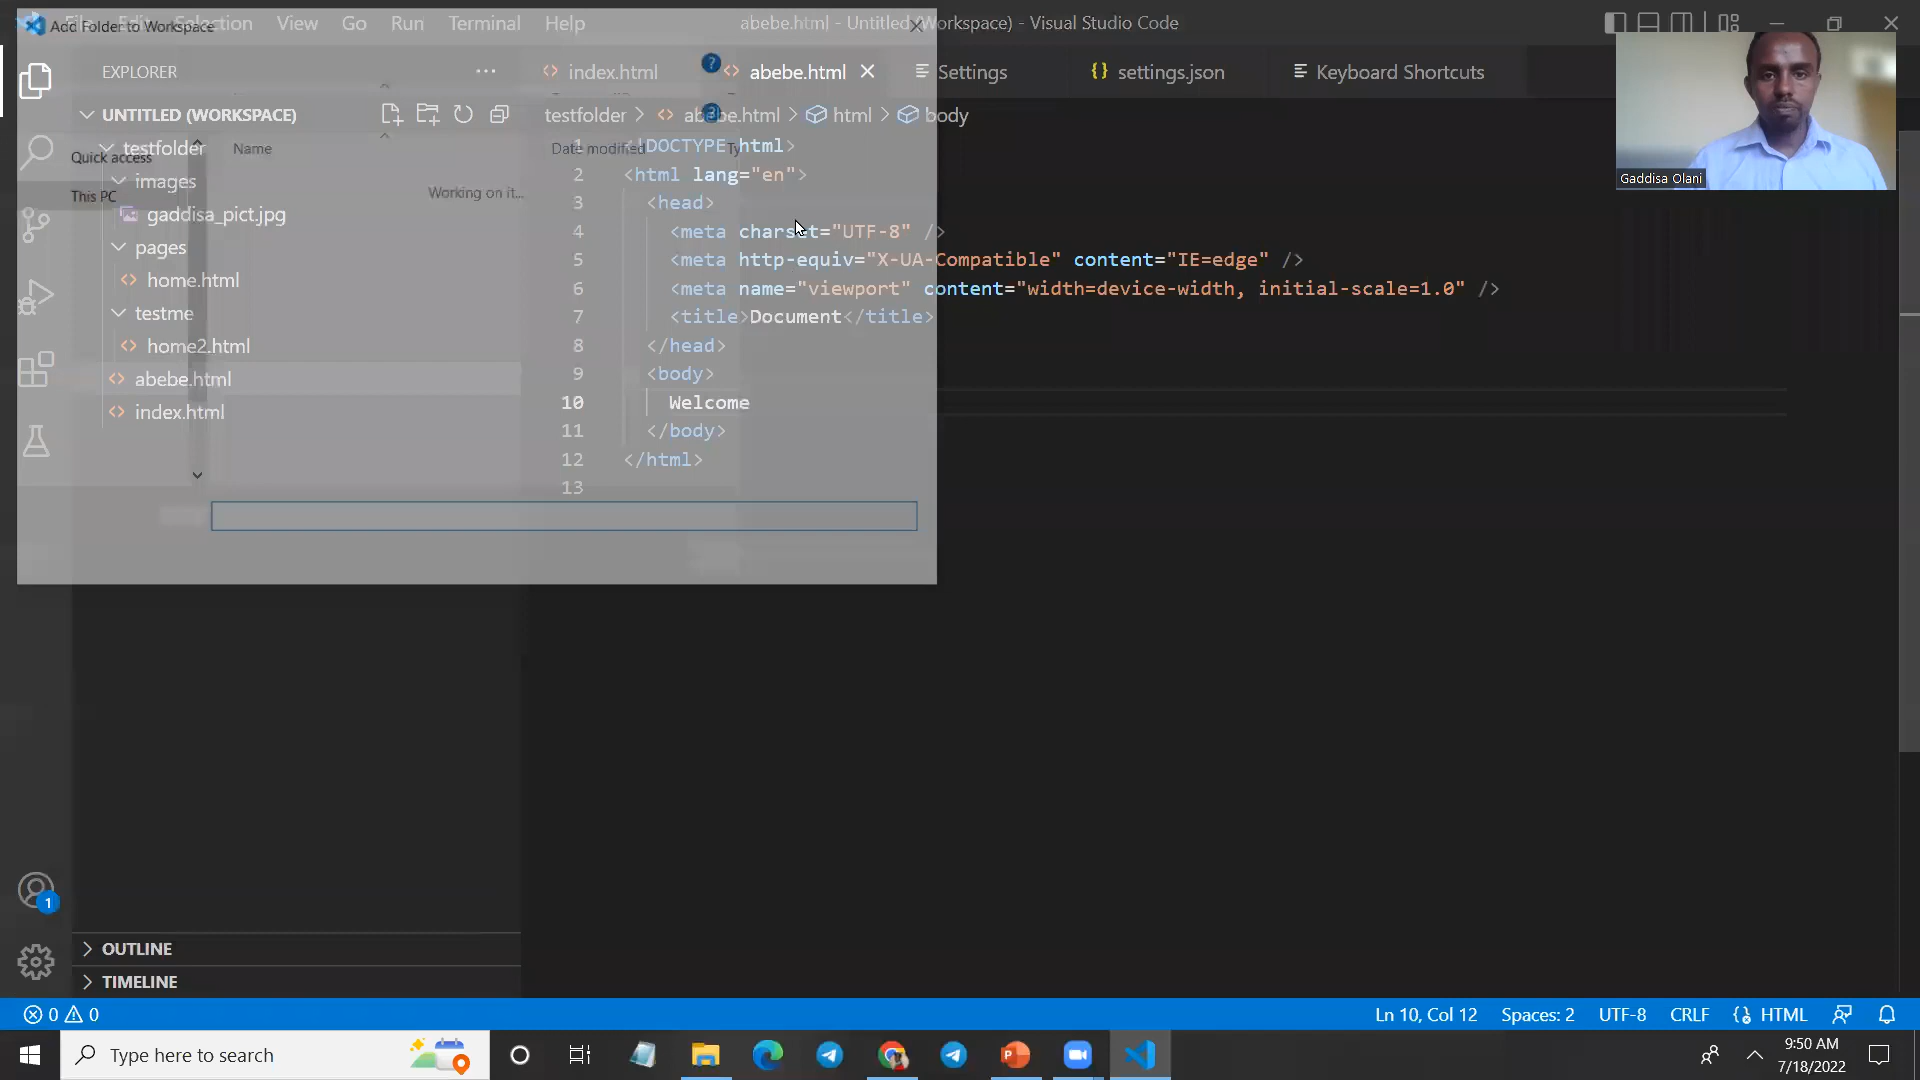 Add Folder to Workspace
File Edit Selection View Go Run Terminal Help
abebe.html - Untitled (Workspace) - Visual Studio Code
EXPLORER
index.html
abebe.html
Settings
{} settings.json
Keyboard Shortcuts
UNTITLED (WORKSPACE)
testfolder > abebe.html > html > body
testfolder
Quick access
Name
Date modified
Ty
images
This PC
Working on it...
gaddisa_pict.jpg
pages
home.html
testme
home2.html
abebe.html
index.html
1 <!DOCTYPE html>
2 <html lang="en">
3 <head>
4 <meta charset="UTF-8" />
5 <meta http-equiv="X-UA-Compatible" content="IE=edge" />
6 <meta name="viewport" content="width=device-width, initial-scale=1.0" />
7 <title>Document</title>
8 </head>
9 <body>
10 Welcome
11 </body>
12 </html>
13
Gaddisa Olani
1
OUTLINE
TIMELINE
0 0
Ln 10, Col 12 Spaces: 2 UTF-8 CRLF {} HTML
Type here to search
9:50 AM
7/18/2022